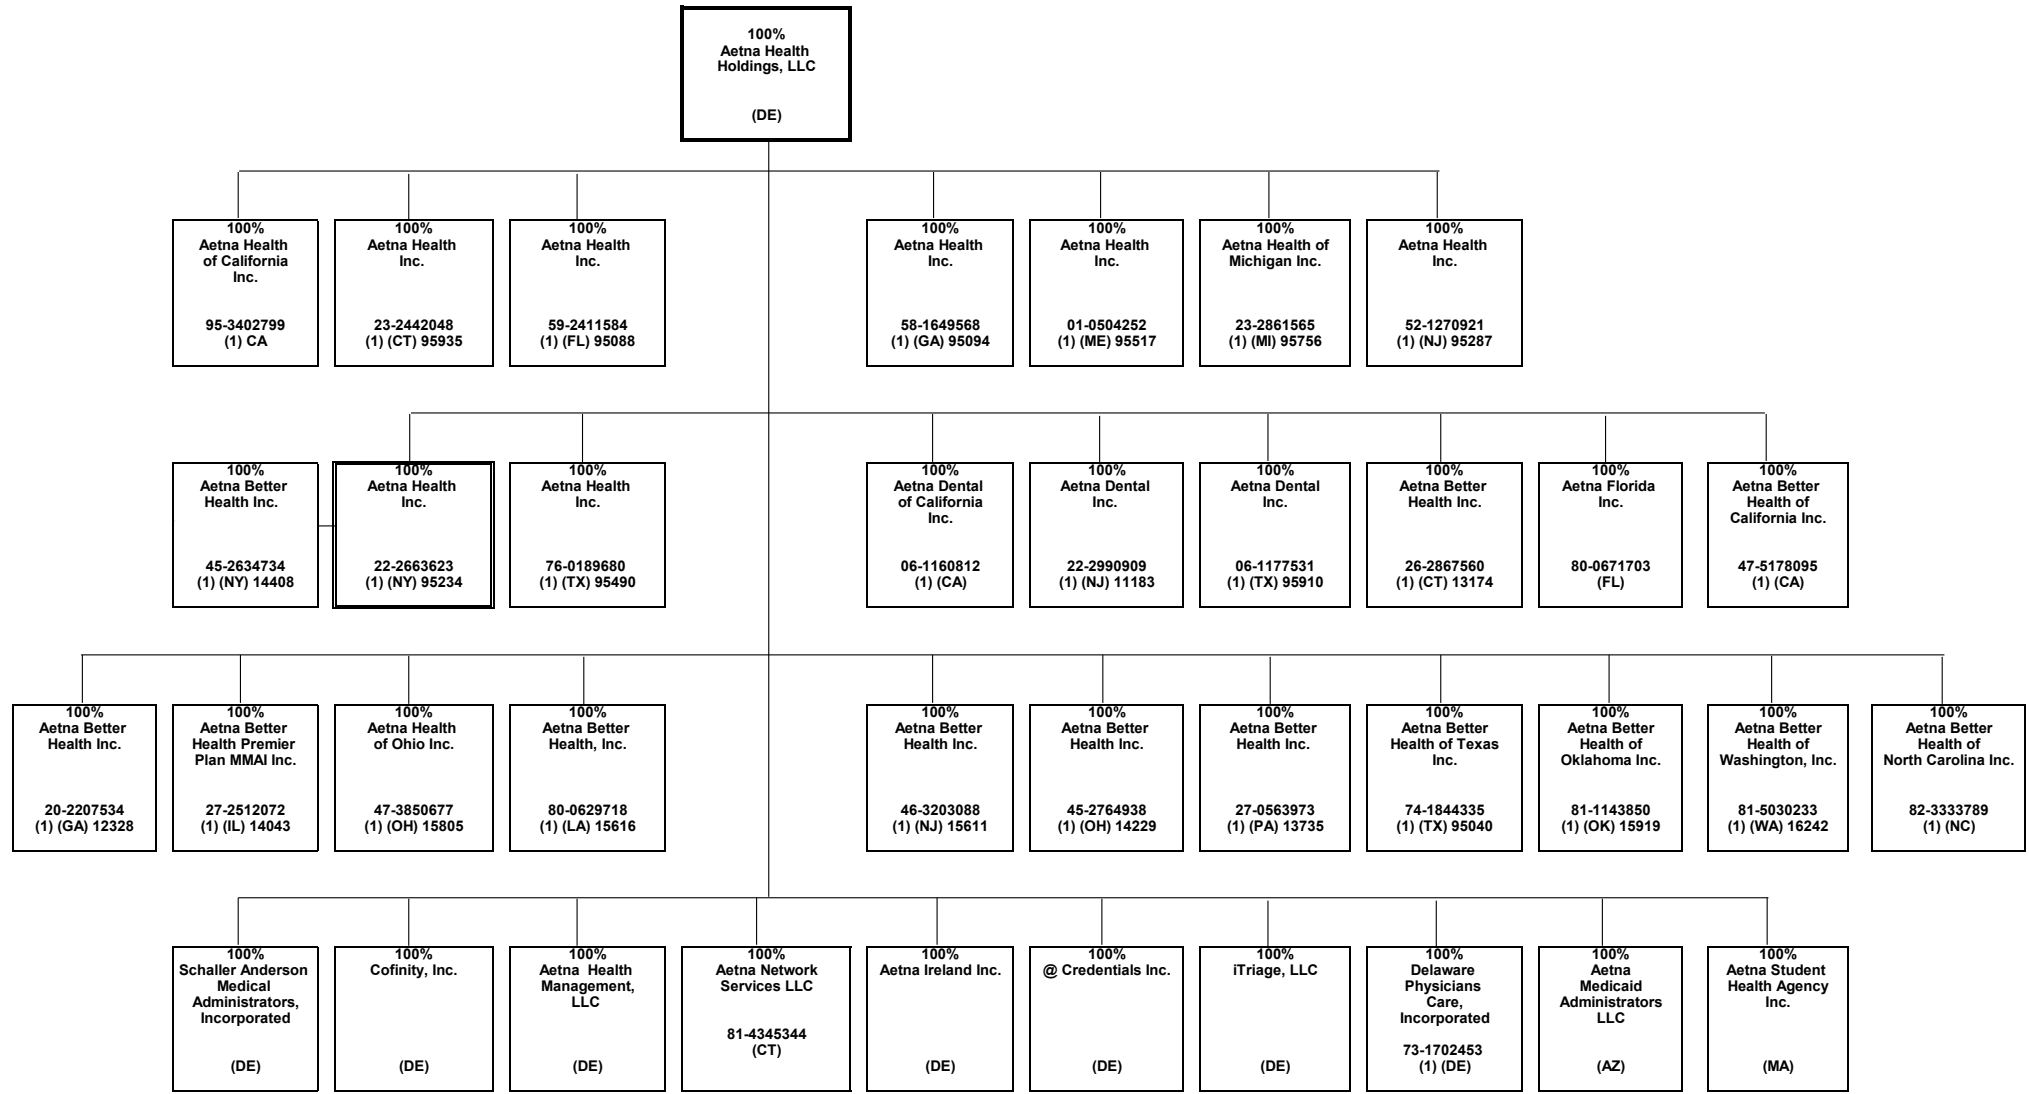 100%
Aetna Health
Holdings, LLC
(DE)
100%
Aetna Health
of California
Inc.
95-3402799
(1) CA
100%
Aetna Health
Inc.
23-2442048
(1) (CT) 95935
100%
Aetna Health
Inc.
59-2411584
(1) (FL) 95088
100%
Aetna Health
Inc.
58-1649568
(1) (GA) 95094
100%
Aetna Health
Inc.
01-0504252
(1) (ME) 95517
100%
Aetna Health of
Michigan Inc.
23-2861565
(1) (MI) 95756
100%
Aetna Health
Inc.
52-1270921
(1) (NJ) 95287
100%
Aetna Better
Health Inc.
45-2634734
(1) (NY) 14408
100%
Aetna Health
Inc.
22-2663623
(1) (NY) 95234
100%
Aetna Health
Inc.
76-0189680
(1) (TX) 95490
100%
Aetna Dental
of California
Inc.
06-1160812
(1) (CA)
100%
Aetna Dental
Inc.
22-2990909
(1) (NJ) 11183
100%
Aetna Dental
Inc.
06-1177531
(1) (TX) 95910
100%
Aetna Better
Health Inc.
26-2867560
(1) (CT) 13174
100%
Aetna Florida
Inc.
80-0671703
(FL)
100%
Aetna Better
Health of
California Inc.
47-5178095
(1) (CA)
100%
Aetna Better
Health Inc.
20-2207534
(1) (GA) 12328
100%
Aetna Better
Health Premier
Plan MMAI Inc.
27-2512072
(1) (IL) 14043
100%
Aetna Health
of Ohio Inc.
47-3850677
(1) (OH) 15805
100%
Aetna Better
Health, Inc.
80-0629718
(1) (LA) 15616
100%
Aetna Better
Health Inc.
46-3203088
(1) (NJ) 15611
100%
Aetna Better
Health Inc.
45-2764938
(1) (OH) 14229
100%
Aetna Better
Health Inc.
27-0563973
(1) (PA) 13735
100%
Aetna Better
Health of Texas
Inc.
74-1844335
(1) (TX) 95040
100%
Aetna Better
Health of
Oklahoma Inc.
81-1143850
(1) (OK) 15919
100%
Aetna Better
Health of
Washington, Inc.
81-5030233
(1) (WA) 16242
100%
Aetna Better
Health of
North Carolina Inc.
82-3333789
(1) (NC)
100%
Schaller Anderson
Medical
Administrators,
Incorporated
(DE)
100%
Cofinity, Inc.
(DE)
100%
Aetna Health
Management,
LLC
(DE)
100%
Aetna Network
Services LLC
81-4345344
(CT)
100%
Aetna Ireland Inc.
(DE)
100%
@ Credentials Inc.
(DE)
100%
iTriage, LLC
(DE)
100%
Delaware
Physicians
Care,
Incorporated
73-1702453
(1) (DE)
100%
Aetna
Medicaid
Administrators
LLC
(AZ)
100%
Aetna Student
Health Agency
Inc.
(MA)